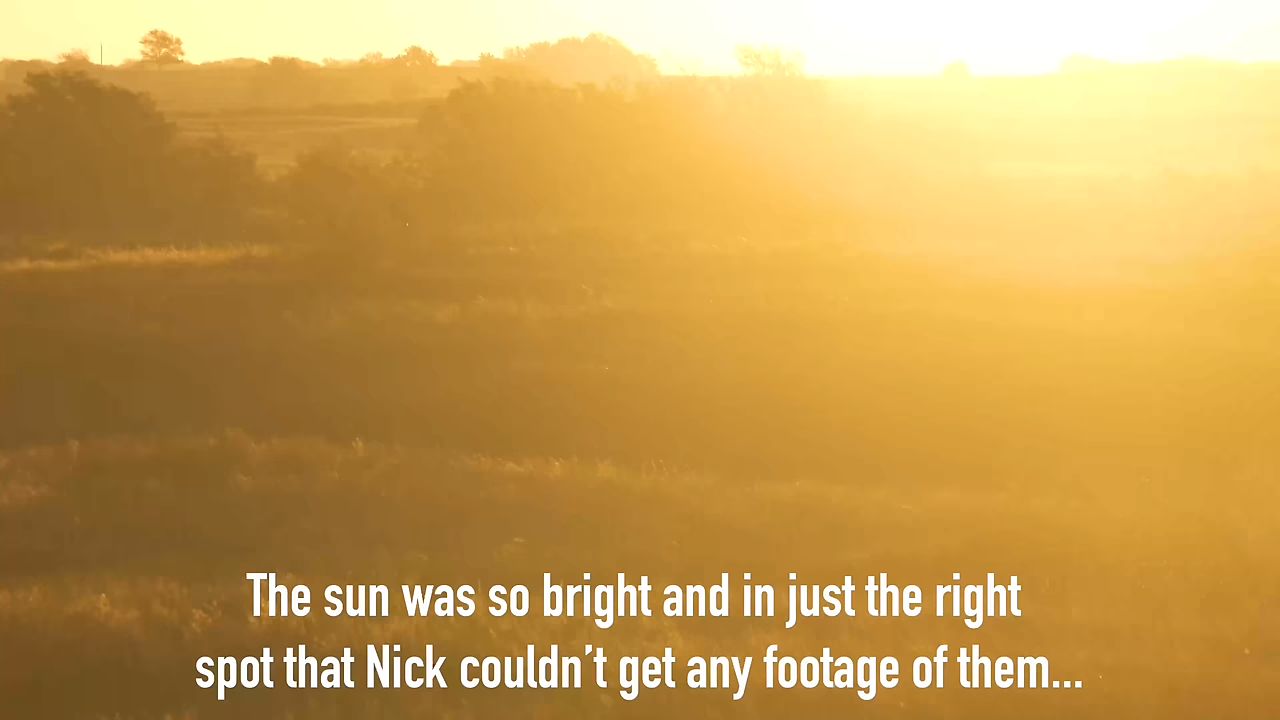 The sun was so bright and in just the right
spot that Nick couldn’t get any footage of them...